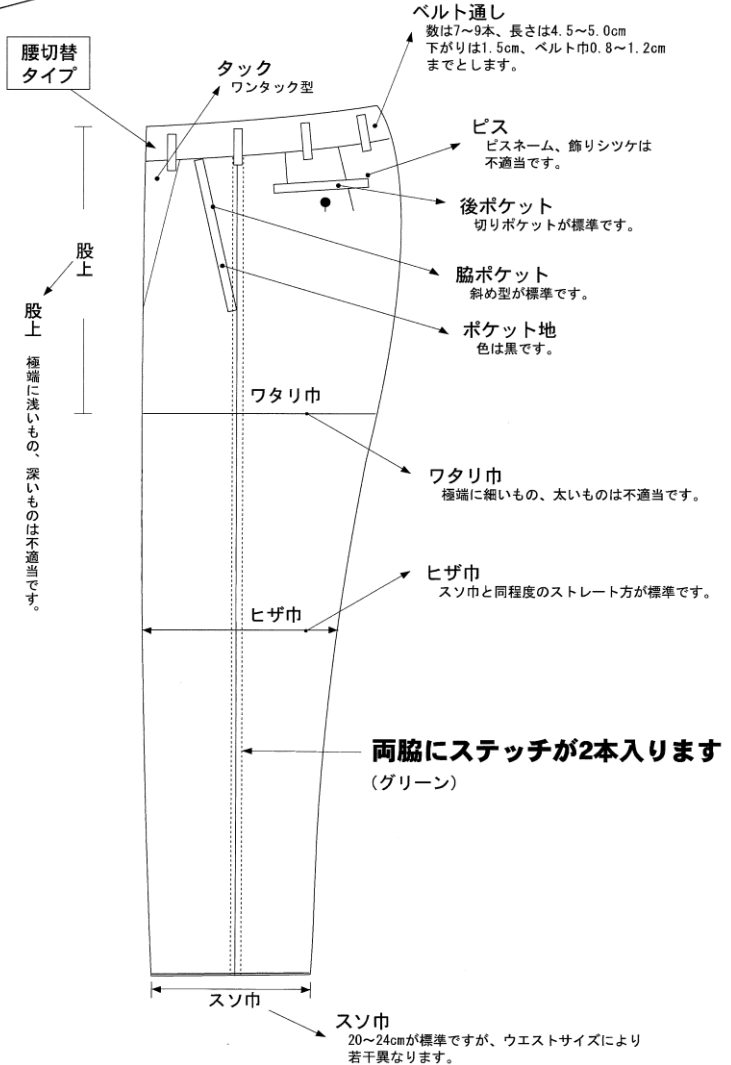 ベルト通し
数は7～9本、長さは4.5～5.0cm
下がりは1.5cm、ベルト巾0.8～1.2cm
までとします。
腰切替
タイプ
タック
ワンタック型
ピス
ピスネーム、飾りシツケは
不適当です。
後ポケット
切りポケットが標準です。
股上
脇ポケット
斜め型が標準です。
股上
極端に浅いもの、深いものは不適当です。
ポケット地
色は黒です。
ワタリ巾
ワタリ巾
極端に細いもの、太いものは不適当です。
ヒザ巾
スソ巾と同程度のストレート方が標準です。
ヒザ巾
両脇にステッチが2本入ります
（グリーン）
スソ巾
スソ巾
20～24cmが標準ですが、ウエストサイズにより
若干異なります。